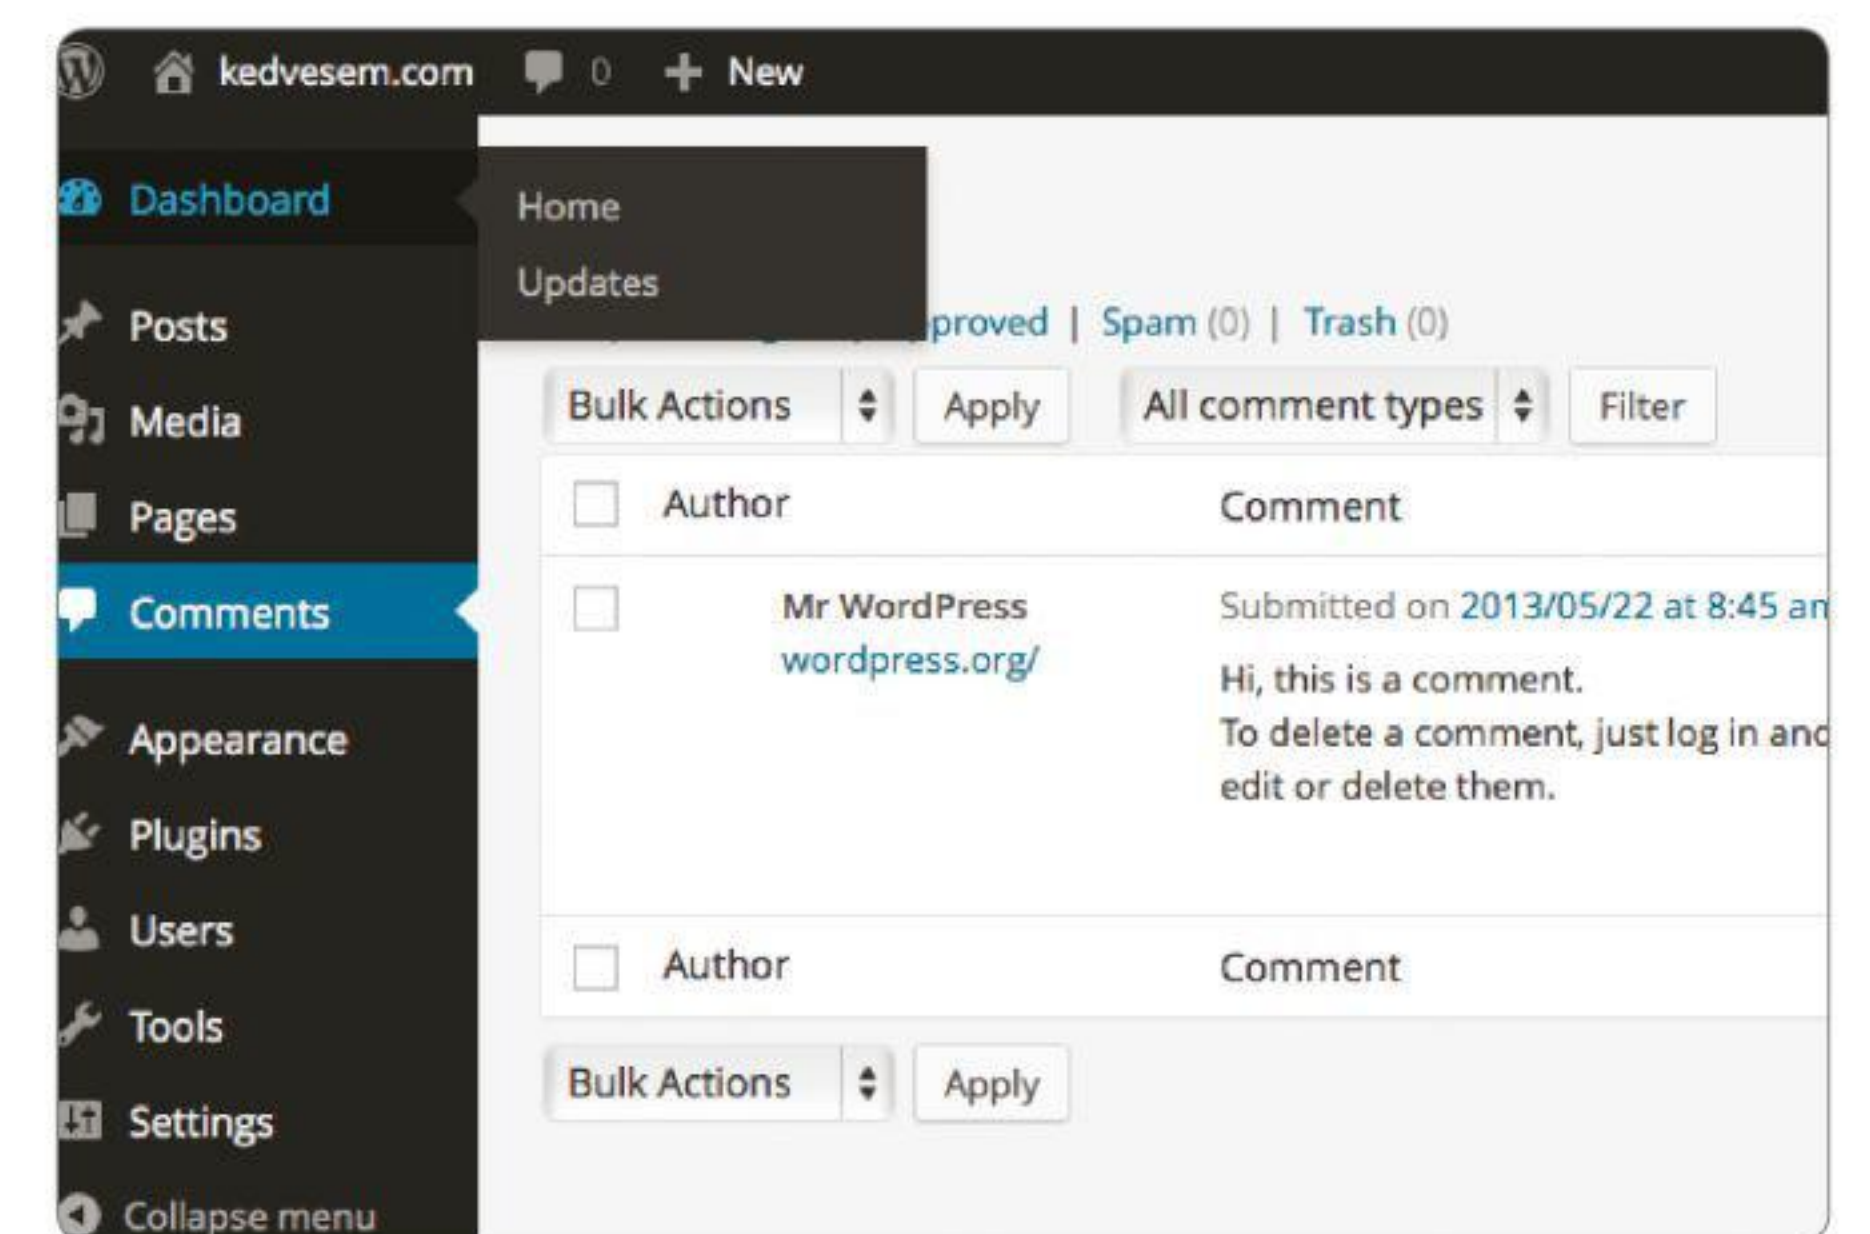 kedvesem.com 0 New
Dashboard
Home
Updates
Posts
Media
Pages
Comments
Appearance
Plugins
Users
Tools
Settings
Collapse menu
proved | Spam (0) | Trash (0)
Bulk Actions Apply All comment types Filter
Author Comment
Mr WordPress Submitted on 2013/05/22 at 8:45 am
wordpress.org/
Hi, this is a comment.
To delete a comment, just log in and
edit or delete them.
Author Comment
Bulk Actions Apply